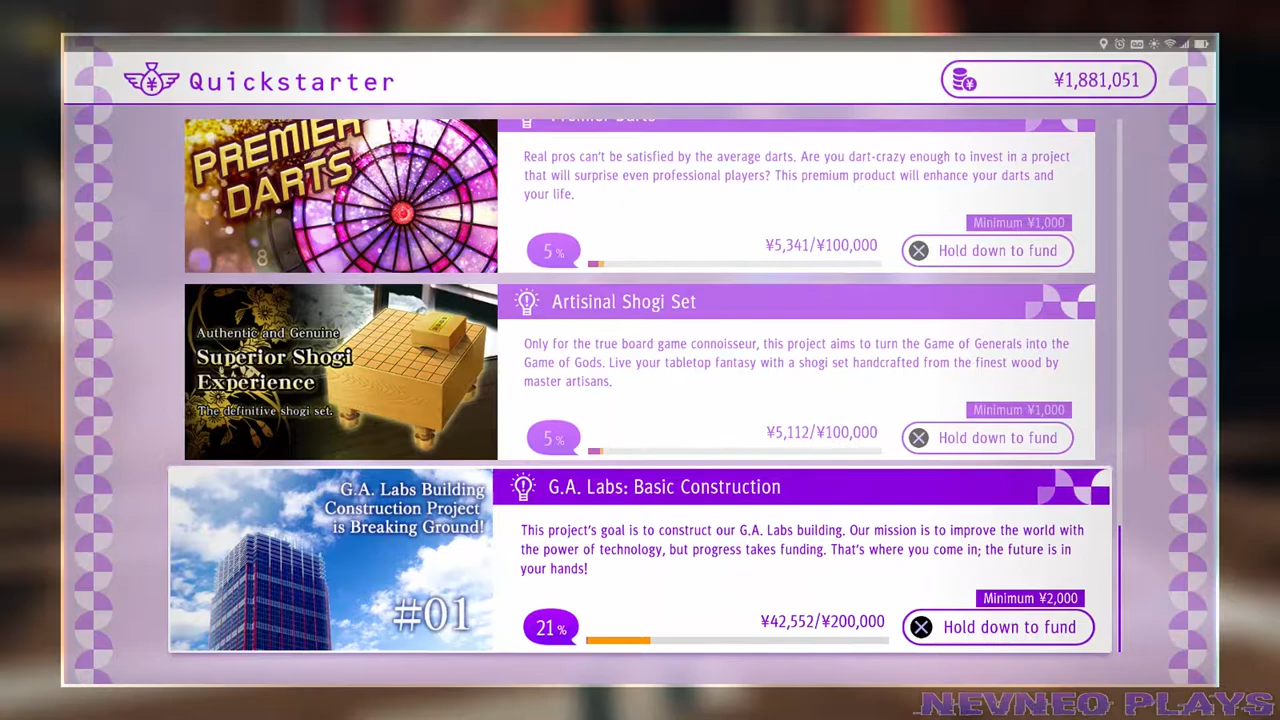 Quickstarter
¥1,881,051
PREMIER
DARTS
8
Premier Darts
Real pros can't be satisfied by the average darts. Are you dart-crazy enough to invest in a project
that will surprise even professional players? This premium product will enhance your darts and
your life.
Minimum ¥1,000
5%
¥5,341/¥100,000
Hold down to fund
Authentic and Genuine
Superior Shogi
Experience
The definitive shogi set.
Artisinal Shogi Set
Only for the true board game connoisseur, this project aims to turn the Game of Generals into the
Game of Gods. Live your tabletop fantasy with a shogi set handcrafted from the finest wood by
master artisans.
Minimum ¥1,000
5%
¥5,112/¥100,000
Hold down to fund
G.A. Labs Building
Construction Project
is Breaking Ground!
#01
G.A. Labs: Basic Construction
This project's goal is to construct our G.A. Labs building. Our mission is to improve the world with
the power of technology, but progress takes funding. That's where you come in; the future is in
your hands!
Minimum ¥2,000
21%
¥42,552/¥200,000
Hold down to fund
NEVNEO PLAYS